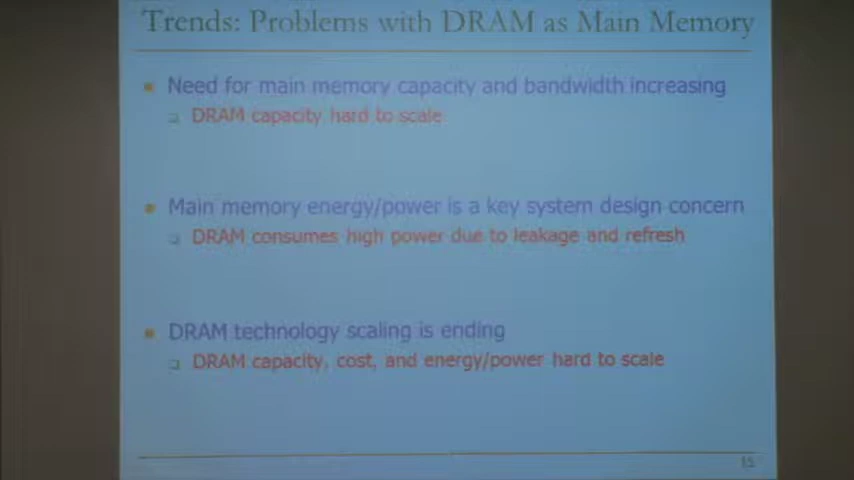 Trends: Problems with DRAM as Main Memory
Need for main memory capacity and bandwidth increasing
DRAM capacity hard to scale
Main memory energy/power is a key system design concern
DRAM consumes high power due to leakage and refresh
DRAM technology scaling is ending
DRAM capacity, cost, and energy/power hard to scale